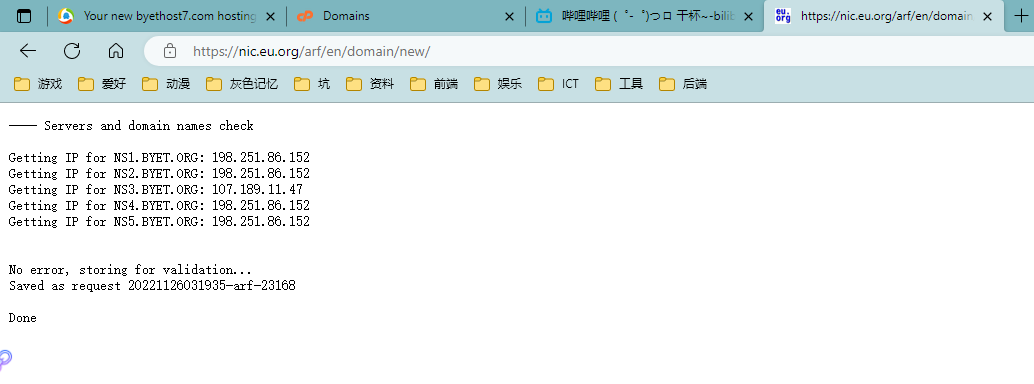 Your new byethost7.com hosting
Domains
哔哩哔哩 (゜-゜)つロ 干杯~-bilib
https://nic.eu.org/arf/en/domain
https://nic.eu.org/arf/en/domain/new/
游戏
爱好
动漫
灰色记忆
坑
资料
前端
娱乐
ICT
工具
后端
---- Servers and domain names check
Getting IP for NS1.BYET.ORG: 198.251.86.152
Getting IP for NS2.BYET.ORG: 198.251.86.152
Getting IP for NS3.BYET.ORG: 107.189.11.47
Getting IP for NS4.BYET.ORG: 198.251.86.152
Getting IP for NS5.BYET.ORG: 198.251.86.152
No error, storing for validation...
Saved as request 20221126031935-arf-23168
Done